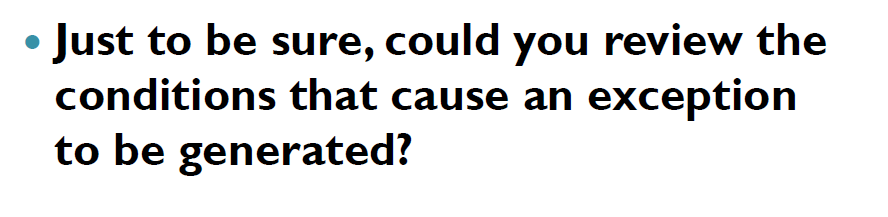 • Just to be sure, could you review the
conditions that cause an exception
to be generated?